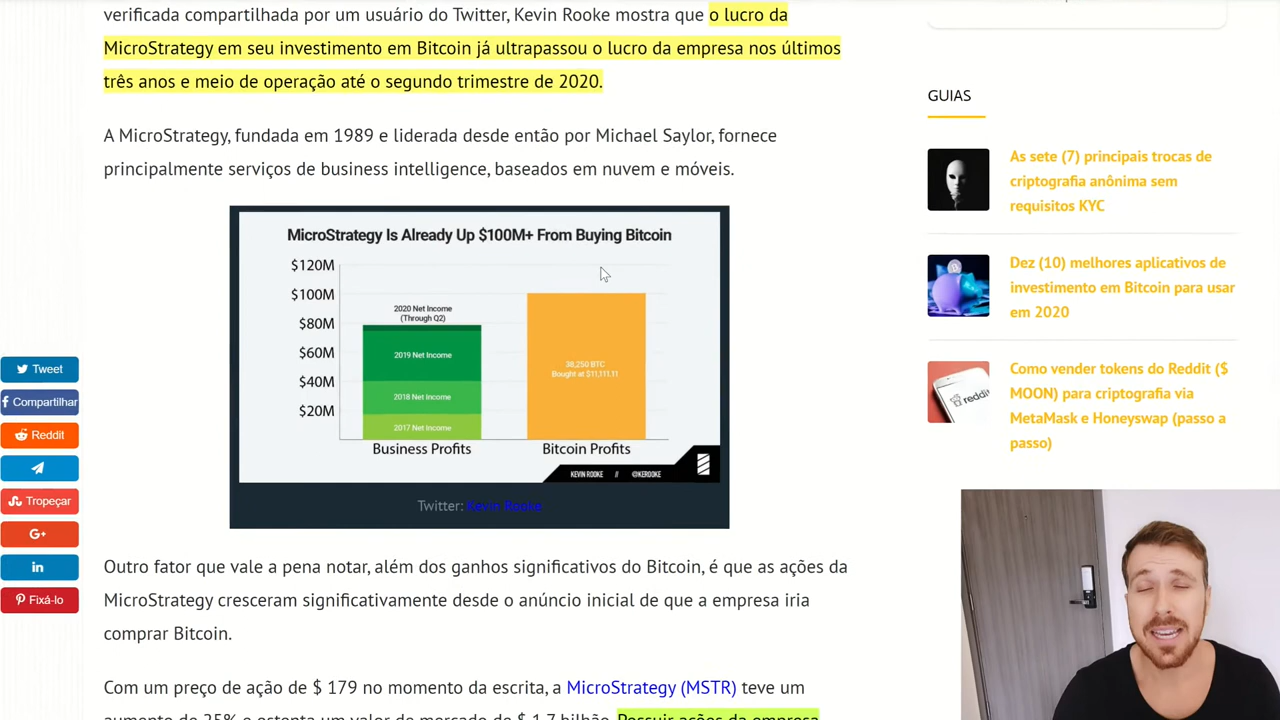 verificada compartilhada por um usuário do Twitter, Kevin Rooke mostra que o lucro da
MicroStrategy em seu investimento em Bitcoin já ultrapassou o lucro da empresa nos últimos
três anos e meio de operação até o segundo trimestre de 2020.
A MicroStrategy, fundada em 1989 e liderada desde então por Michael Saylor, fornece
principalmente serviços de business intelligence, baseados em nuvem e móveis.
MicroStrategy Is Already Up $100M+ From Buying Bitcoin
$120M
$100M
$80M
$60M
$40M
$20M
2020 Net Income
(Through Q2)
2019 Net Income
2018 Net Income
2017 Net Income
38,250 BTC
Bought at $11,111.11
Business Profits
Bitcoin Profits
KEVIN ROOKE // @KEROOKE
Twitter: Kevin Rooke
Outro fator que vale a pena notar, além dos ganhos significativos do Bitcoin, é que as ações da
MicroStrategy cresceram significativamente desde o anúncio inicial de que a empresa iria
comprar Bitcoin.
Com um preço de ação de $ 179 no momento da escrita, a MicroStrategy (MSTR) teve um
aumento de 25% e ostenta um valor de mercado de $ 1,7 bilhão. Possuir ações da empresa
Tweet
Compartilhar
Reddit
Tropeçar
G+
in
Fixá-lo
GUIAS
As sete (7) principais trocas de
criptografia anônima sem
requisitos KYC
Dez (10) melhores aplicativos de
investimento em Bitcoin para usar
em 2020
Como vender tokens do Reddit ($
MOON) para criptografia via
MetaMask e Honeyswap (passo a
passo)
reddit